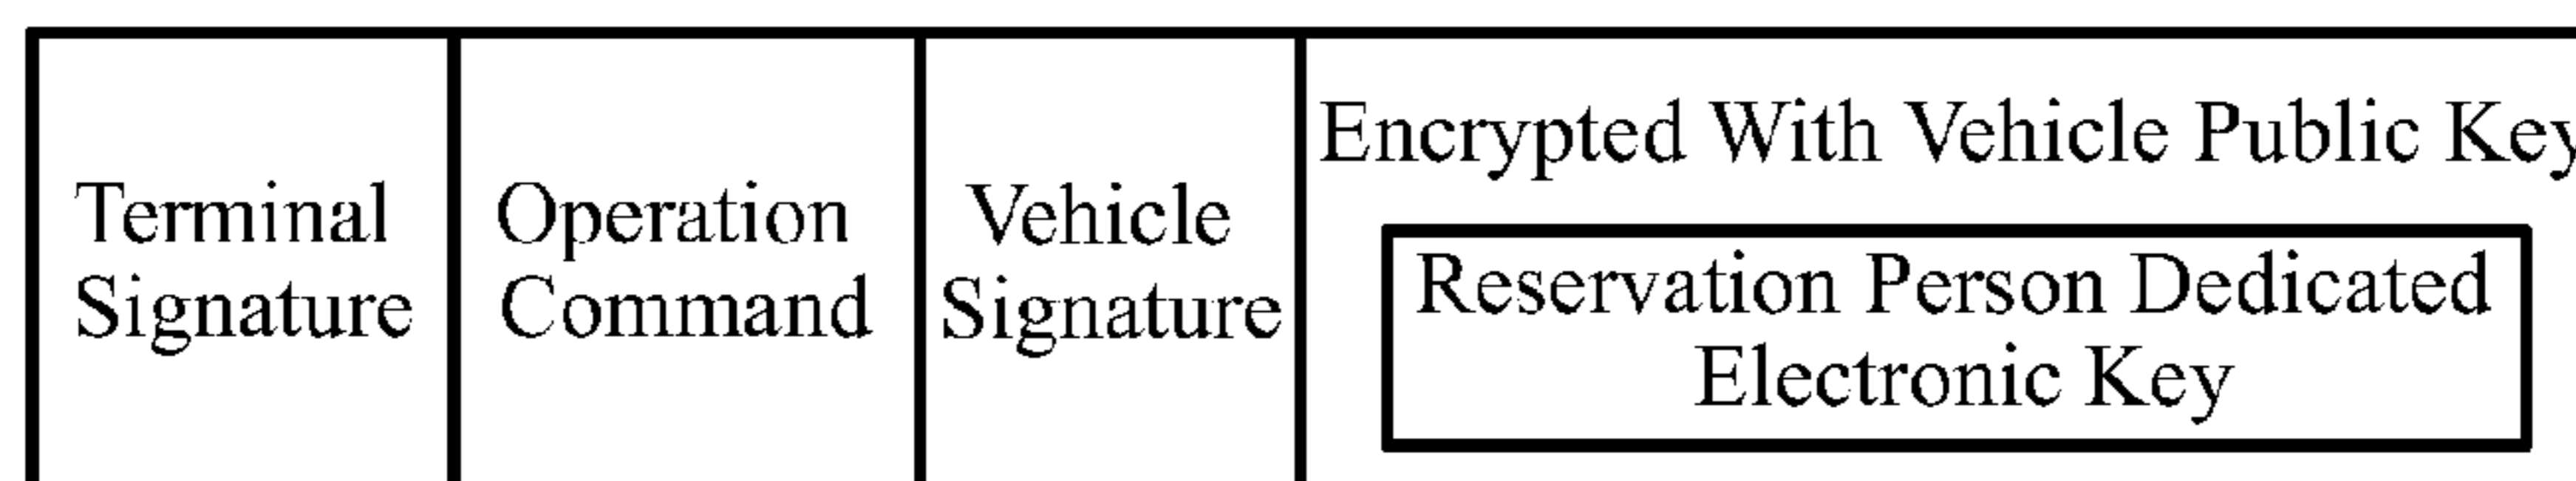 Terminal
Signature
Operation
Command
Vehicle
Signature
Encrypted With Vehicle Public Key
Reservation Person Dedicated
Electronic Key